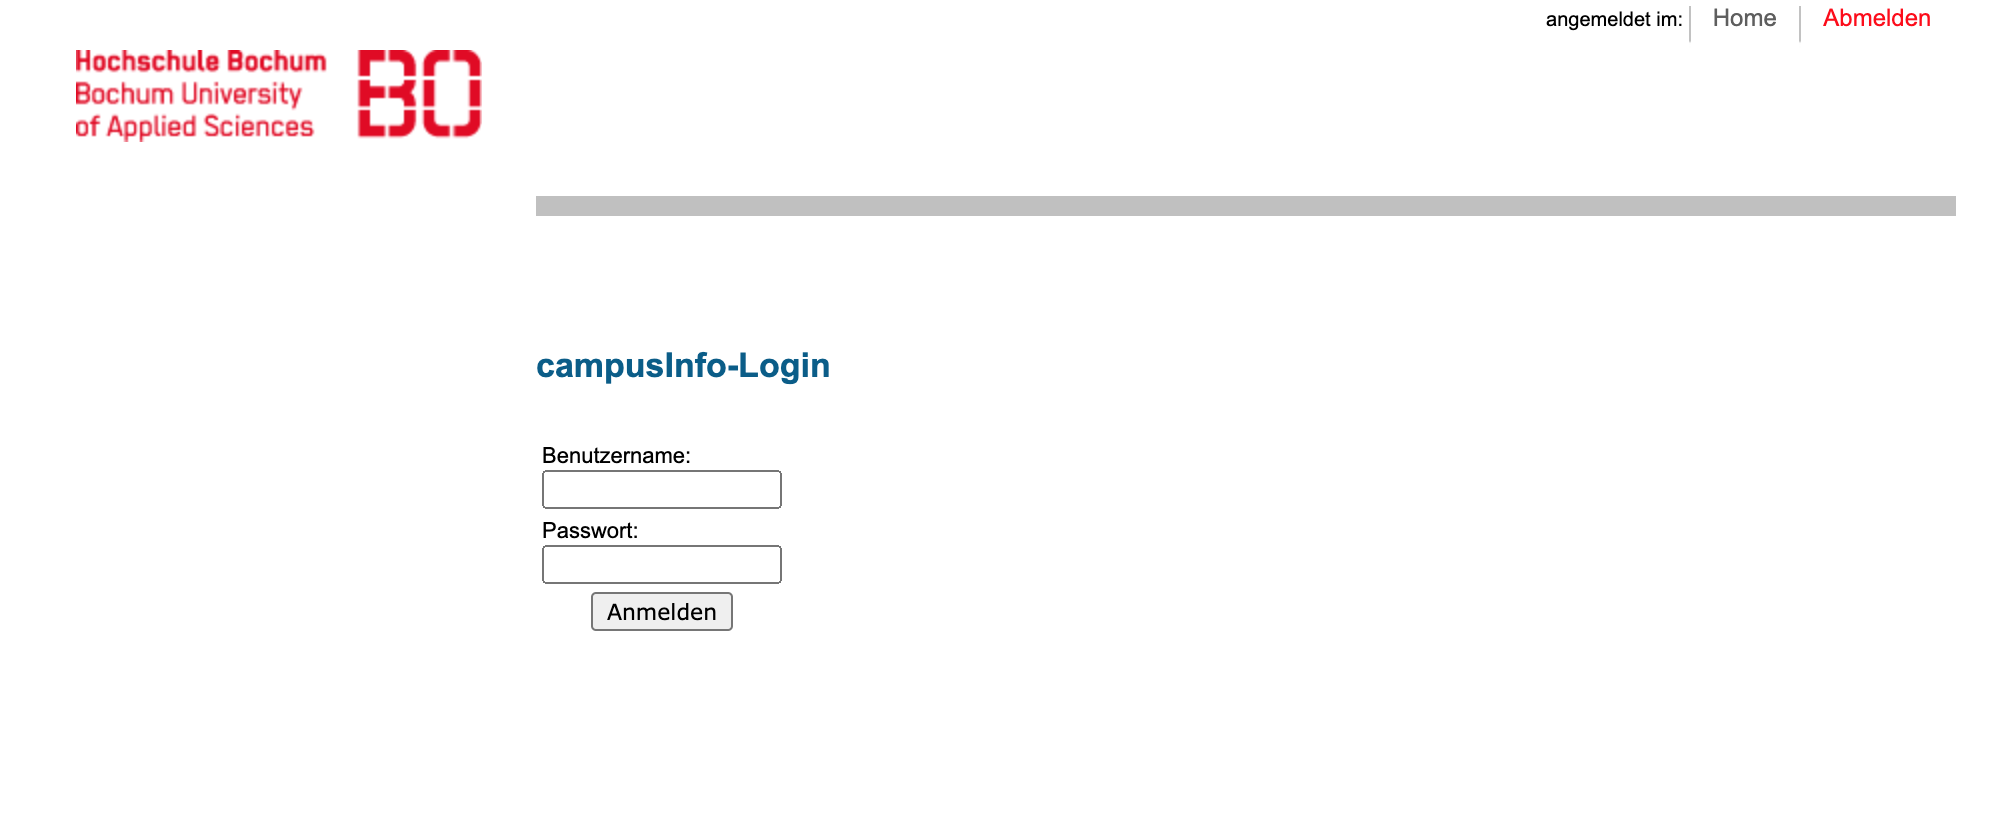 angemeldet im: Home Abmelden
Hochschule Bochum
Bochum University
of Applied Sciences
BO
campusInfo-Login
Benutzername:
Passwort:
Anmelden